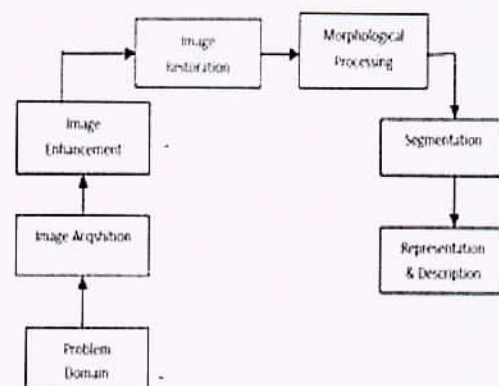 Image
Restoration
Morphological
Processing
Image
Enhancement
Segmentation
Image Acqshition
Representation
& Description
Problem
Domain